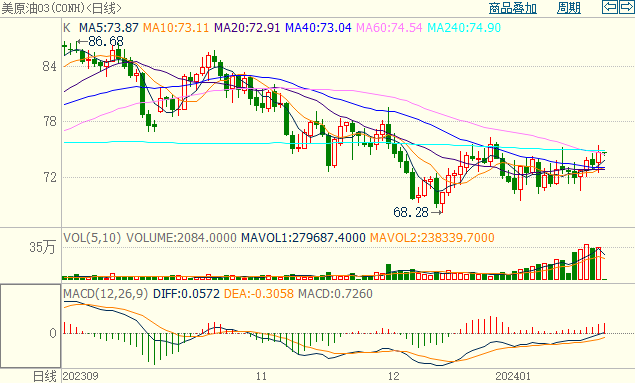 美原油03(CONH)<日线> 商品叠加 周期
K MA5:73.87 MA10:73.11 MA20:72.91 MA40:73.04 MA60:74.54 MA240:74.90
86.68
84
78
72
68.28
VOL(5,10) VOLUME:2084.0000 MAVOL1:279687.4000 MAVOL2:238339.7000
35万
MACD(12,26,9) DIFF:0.0572 DEA:-0.3058 MACD:0.7260
0
日线 202309 11 12 202401